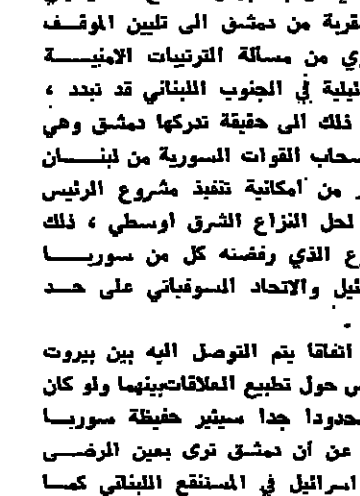 قربة من دمشق الى تليين الموقف
ي من مسألة الترتيبات الامنية
ئيلية في الجنوب اللبناني قد تبدد ،
ذلك الى حقيقة تدركها دمشق وهي
سحاب القوات السورية من لبنان
من امكانية تنفيذ مشروع الرئيس
لحل النزاع الشرق اوسطي ، ذلك
ع الذي رفضته كل من سوريا
ئيل والاتحاد السوفياتي على حد
.
اتفاقا يتم التوصل اليه بين بيروت
حول تطبيع العلاقات بينهما ولو كان
حدودا جدا سيثير حفيظة سوريا
عن ان دمشق ترى بعين الرضى
اسرائيل في المستنقع اللبناني كما